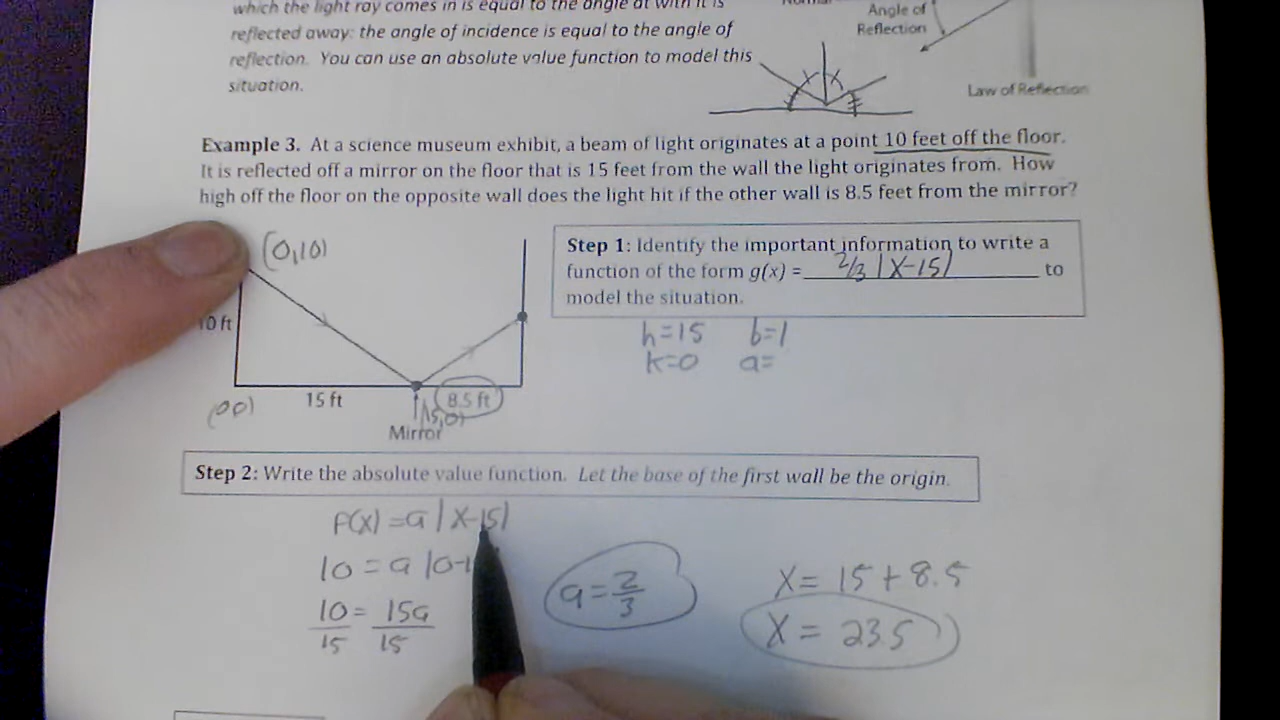 which the light ray comes in is equal to the angle at with it is
reflected away: the angle of incidence is equal to the angle of
reflection. You can use an absolute value function to model this
situation.
Angle of
Reflection
Law of Reflection
Example 3. At a science museum exhibit, a beam of light originates at a point 10 feet off the floor.
It is reflected off a mirror on the floor that is 15 feet from the wall the light originates from. How
high off the floor on the opposite wall does the light hit if the other wall is 8.5 feet from the mirror?
(0,10)
10 ft
15 ft
8.5 ft
(0 0)
(15,0)
Mirror
Step 1: Identify the important information to write a
function of the form g(x) = 2/3 |x-15| to
model the situation.
h=15 b=1
k=0 a=
Step 2: Write the absolute value function. Let the base of the first wall be the origin.
F(x) = a |x-15|
10 = a |0-1
10 = 15a
15 15
a = 2/3
X = 15 + 8.5
X = 23.5